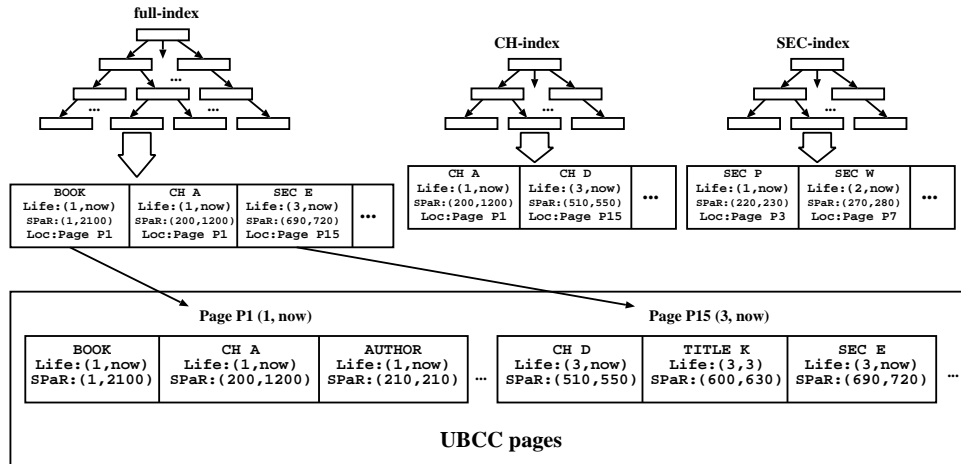 full-index
CH-index
SEC-index
...
...
...
...
...
BOOK
Life:(1,now)
SPaR:(1,2100)
Loc:Page P1
CH A
Life:(1,now)
SPaR:(200,1200)
Loc:Page P1
SEC E
Life:(3,now)
SPaR:(690,720)
Loc:Page P15
...
CH A
Life:(1,now)
SPaR:(200,1200)
Loc:Page P1
CH D
Life:(3,now)
SPaR:(510,550)
Loc:Page P15
...
SEC P
Life:(1,now)
SPaR:(220,230)
Loc:Page P3
SEC W
Life:(2,now)
SPaR:(270,280)
Loc:Page P7
...
Page P1 (1, now)
BOOK
Life:(1,now)
SPaR:(1,2100)
CH A
Life:(1,now)
SPaR:(200,1200)
AUTHOR
Life:(1,now)
SPaR:(210,210)
...
Page P15 (3, now)
CH D
Life:(3,now)
SPaR:(510,550)
TITLE K
Life:(3,3)
SPaR:(600,630)
SEC E
Life:(3,now)
SPaR:(690,720)
...
UBCC pages